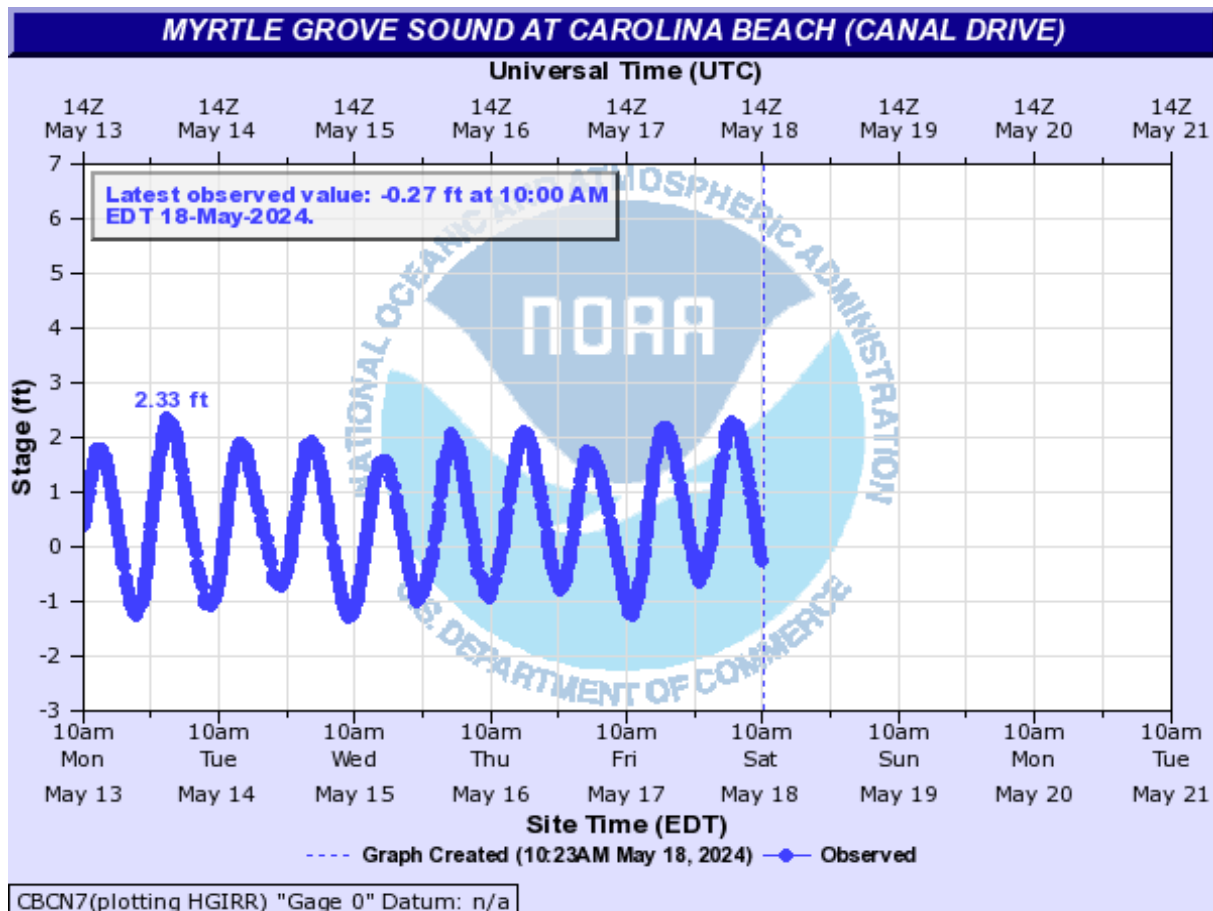 MYRTLE GROVE SOUND AT CAROLINA BEACH (CANAL DRIVE)
Universal Time (UTC)
14Z 14Z 14Z 14Z 14Z 14Z 14Z 14Z 14Z
May 13 May 14 May 15 May 16 May 17 May 18 May 19 May 20 May 21
Latest observed value: -0.27 ft at 10:00 AM
EDT 18-May-2024.
7
6
5
4
3
2
1
0
-1
-2
-3
Stage (ft)
2.33 ft
NATIONAL OCEANIC AND ATMOSPHERIC ADMINISTRATION
NOAA
U.S. DEPARTMENT OF COMMERCE
10am 10am 10am 10am 10am 10am 10am 10am 10am
Mon Tue Wed Thu Fri Sat Sun Mon Tue
May 13 May 14 May 15 May 16 May 17 May 18 May 19 May 20 May 21
Site Time (EDT)
---- Graph Created (10:23AM May 18, 2024) Observed
CBCN7(plotting HGIRR) "Gage 0" Datum: n/a